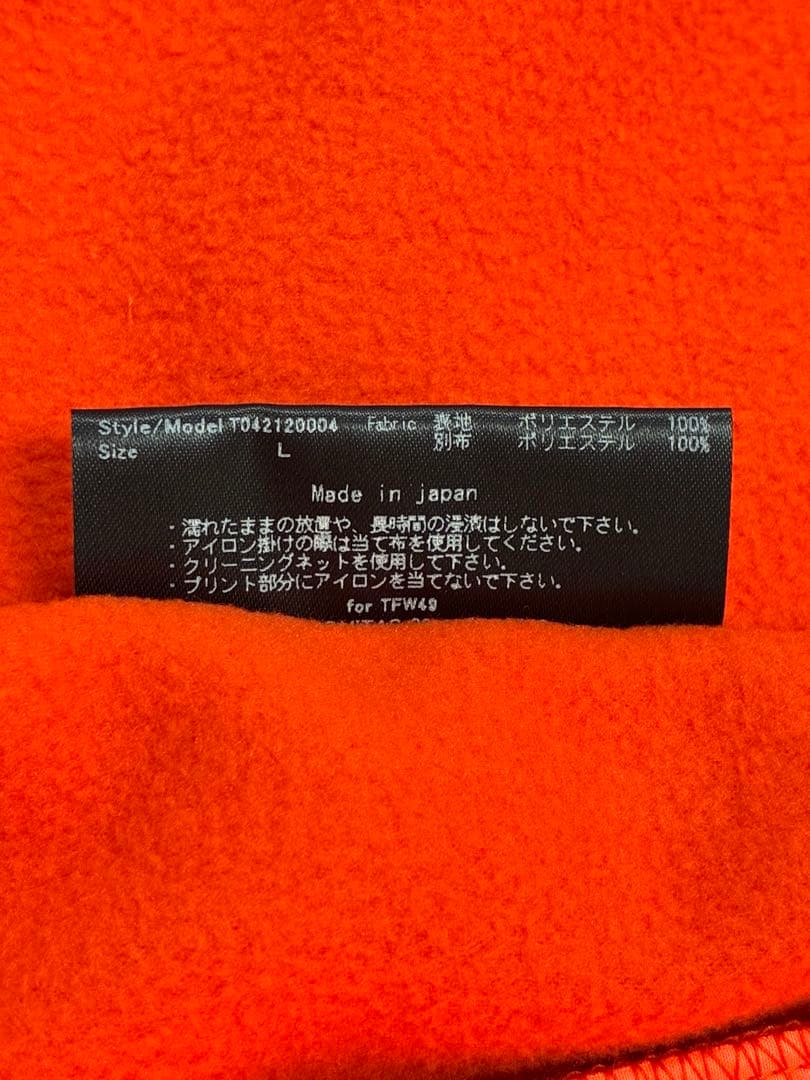 Style/Model T042120004 Fabric 表地 ポリエステル 100%
Size L 別布 ポリエステル 100%
Made in japan
・濡れたままの放置や、長時間の浸漬はしないで下さい。
・アイロン掛けの際は当て布を使用してください。
・クリーニングネットを使用して下さい。
・プリント部分にアイロンを当てないで下さい。
for TFW49